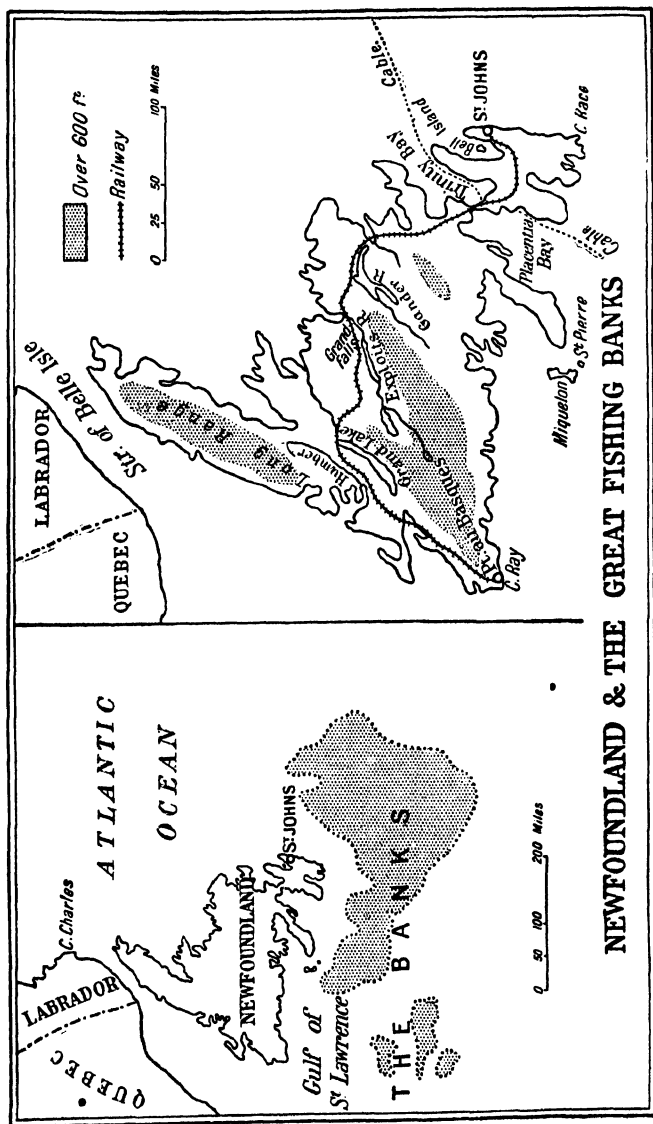 ATLANTIC
OCEAN
C. Charles
LABRADOR
QUEBEC
NEWFOUNDLAND
St JOHNS
Gulf of
St Lawrence
THE BANKS
0 50 100 200 Miles
LABRADOR
QUEBEC
Str. of Belle Isle
Over 600 ft.
Railway
0 25 50 100 Miles
Long Range
Humber
Grand Lake
Grand
Falls
Exploits R.
Gander R.
Trinity Bay
Bell
Island
Cable
St JOHNS
C. Race
Placentia
Bay
Cable
Miquelon
St Pierre
Pt. au Basques
C. Ray
NEWFOUNDLAND & THE GREAT FISHING BANKS